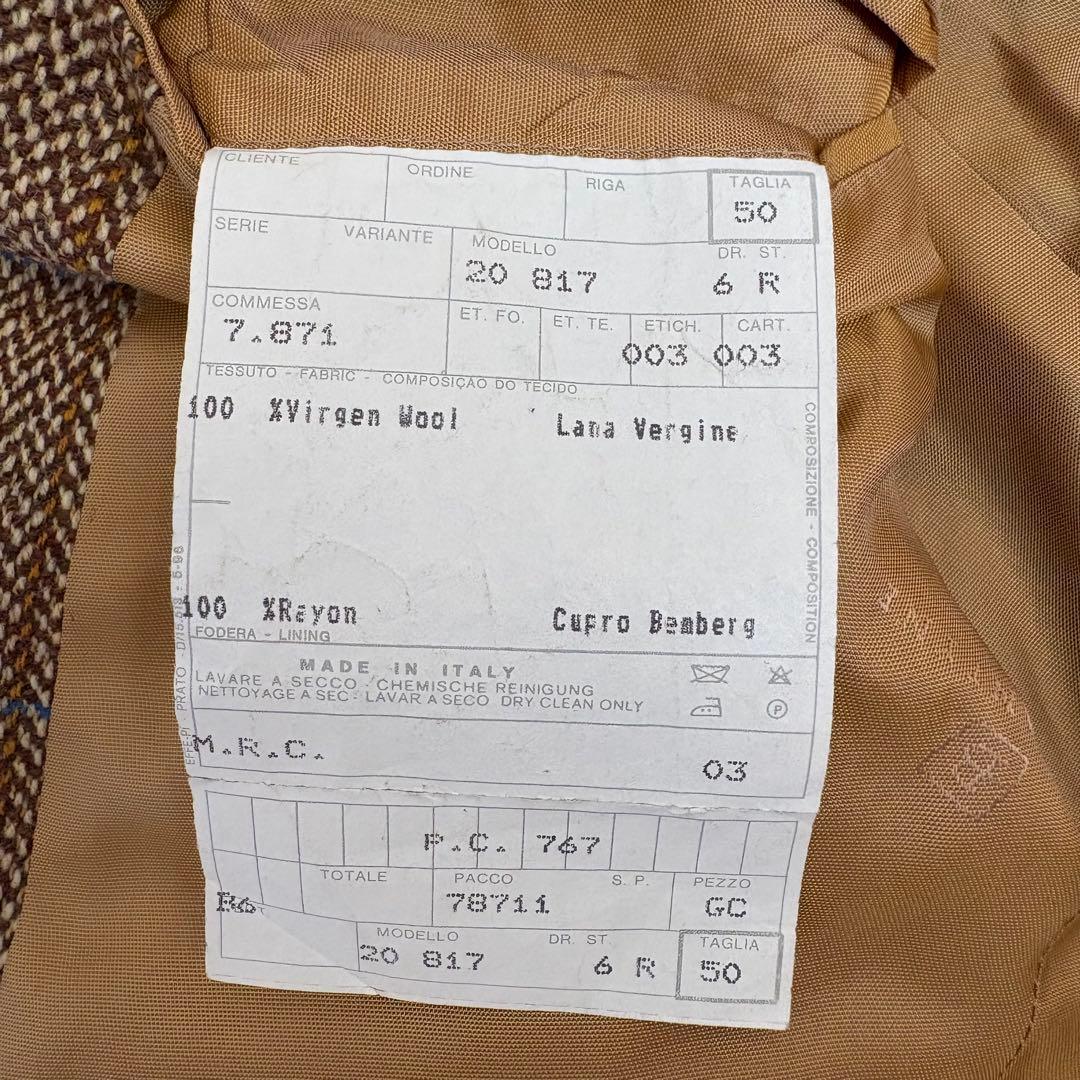 CLIENTE ORDINE RIGA TAGLIA
50
SERIE VARIANTE MODELLO DR. ST.
20 817 6 R
COMMESSA ET. FO. ET. TE. ETICH. CART.
7.871 003 003
TESSUTO - FABRIC - COMPOSIÇAO DO TECIDO
100 %Virgen Wool Lana Vergine
100 %Rayon Cupro Bemberg
FODERA - LINING
COMPOSIZIONE - COMPOSITION
MADE IN ITALY
LAVARE A SECCO - CHEMISCHE REINIGUNG
NETTOYAGE A SEC - LAVAR A SECO DRY CLEAN ONLY
P
EFFE-PI - PRATO
M.R.C.
03
P.C. 767
TOTALE PACCO S. P. PEZZO
78711 GC
MODELLO DR. ST. TAGLIA
20 817 6 R 50